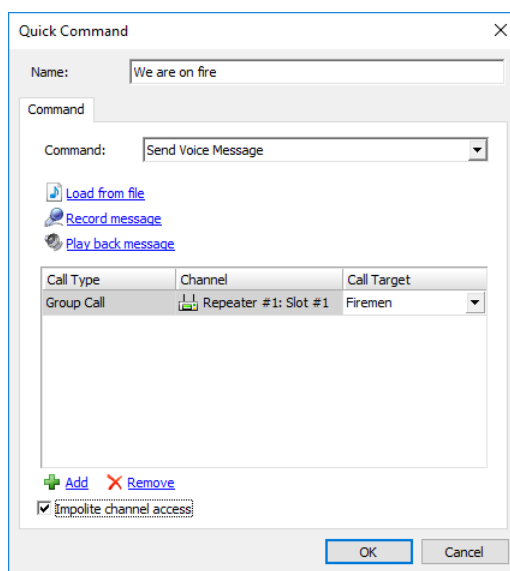 Quick Command
Name: We are on fire
Command
Command: Send Voice Message
Load from file
Record message
Play back message
Call Type Channel Call Target
Group Call Repeater #1: Slot #1 Firemen
Add Remove
Impolite channel access
OK Cancel